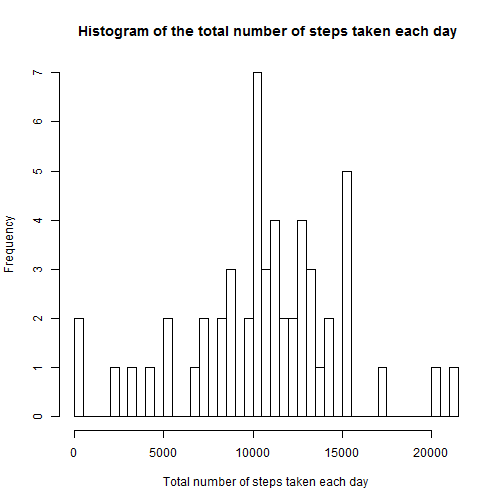 Histogram of the total number of steps taken each day
Frequency
7
6
5
4
3
2
1
0
0 5000 10000 15000 20000
Total number of steps taken each day